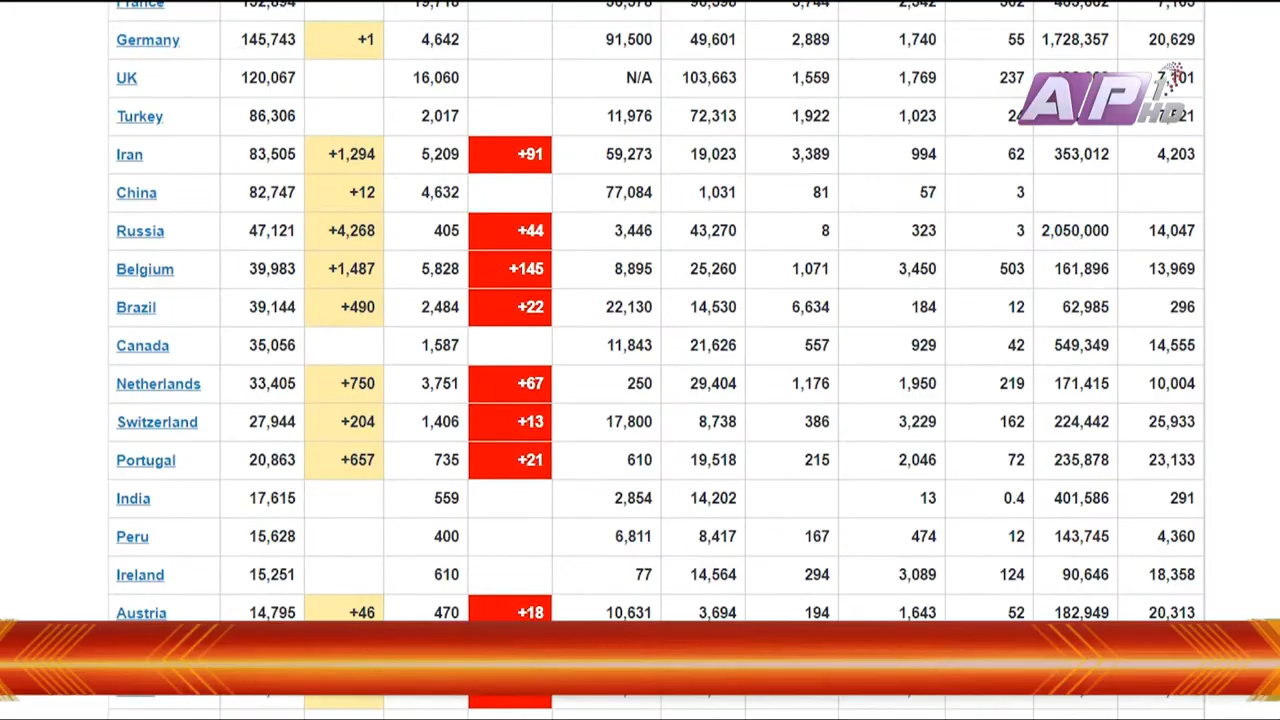 France
Germany 145,743 +1 4,642 91,500 49,601 2,889 1,740 55 1,728,357 20,629
UK 120,067 16,060 N/A 103,663 1,559 1,769 237
Turkey 86,306 2,017 11,976 72,313 1,922 1,023
AP1 HD
Iran 83,505 +1,294 5,209 +91 59,273 19,023 3,389 994 62 353,012 4,203
China 82,747 +12 4,632 77,084 1,031 81 57 3
Russia 47,121 +4,268 405 +44 3,446 43,270 8 323 3 2,050,000 14,047
Belgium 39,983 +1,487 5,828 +145 8,895 25,260 1,071 3,450 503 161,896 13,969
Brazil 39,144 +490 2,484 +22 22,130 14,530 6,634 184 12 62,985 296
Canada 35,056 1,587 11,843 21,626 557 929 42 549,349 14,555
Netherlands 33,405 +750 3,751 +67 250 29,404 1,176 1,950 219 171,415 10,004
Switzerland 27,944 +204 1,406 +13 17,800 8,738 386 3,229 162 224,442 25,933
Portugal 20,863 +657 735 +21 610 19,518 215 2,046 72 235,878 23,133
India 17,615 559 2,854 14,202 13 0.4 401,586 291
Peru 15,628 400 6,811 8,417 167 474 12 143,745 4,360
Ireland 15,251 610 77 14,564 294 3,089 124 90,646 18,358
Austria 14,795 +46 470 +18 10,631 3,694 194 1,643 52 182,949 20,313